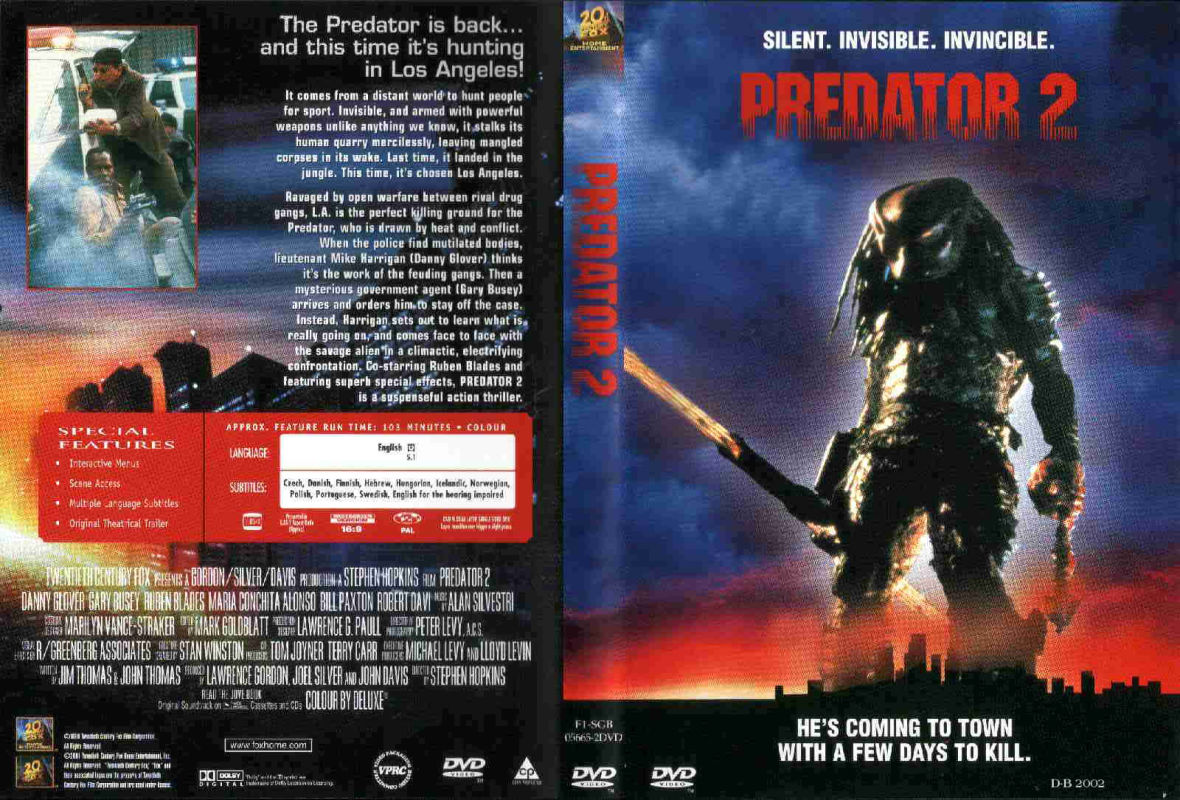 The Predator is back...
and this time it's hunting
in Los Angeles!
It comes from a distant world to hunt people
for sport. Invisible, and armed with powerful
weapons unlike anything we know, it stalks its
human quarry mercilessly, leaving mangled
corpses in its wake. Last time, it landed in the
jungle. This time, it's chosen Los Angeles.
Ravaged by open warfare between rival drug
gangs, L.A. is the perfect killing ground for the
Predator, who is drawn by heat and conflict.
When the police find mutilated bodies,
lieutenant Mike Harrigan (Danny Glover) thinks
it's the work of the feuding gangs. Then a
mysterious government agent (Gary Busey)
arrives and orders him to stay off the case.
Instead, Harrigan sets out to learn what is
really going on, and comes face to face with
the savage alien in a climactic, electrifying
confrontation. Co-starring Ruben Blades and
featuring superb special effects, PREDATOR 2
is a suspenseful action thriller.
SPECIAL
FEATURES
• Interactive Menus
• Scene Access
• Multiple Language Subtitles
• Original Theatrical Trailer
APPROX. FEATURE RUN TIME: 103 MINUTES • COLOUR
LANGUAGE:
English
5.1
SUBTITLES:
Czech, Danish, Finnish, Hebrew, Hungarian, Icelandic, Norwegian,
Polish, Portuguese, Swedish, English for the hearing impaired
16:9
PAL
TWENTIETH CENTURY FOX PRESENTS A GORDON/SILVER/DAVIS PRODUCTION A STEPHEN HOPKINS FILM PREDATOR 2
DANNY GLOVER GARY BUSEY RUBEN BLADES MARIA CONCHITA ALONSO BILL PAXTON ROBERT DAVI MUSIC BY ALAN SILVESTRI
MARILYN VANCE-STRAKER MARK GOLDBLATT LAWRENCE G. PAULL PETER LEVY, A.C.S.
R/GREENBERG ASSOCIATES STAN WINSTON TOM JOYNER TERRY CARR MICHAEL LEVY AND LLOYD LEVIN
JIM THOMAS & JOHN THOMAS LAWRENCE GORDON, JOEL SILVER AND JOHN DAVIS STEPHEN HOPKINS
READ THE JOVE BOOK
Original Soundtrack on Cassettes and CDs COLOUR BY DELUXE
www.foxhome.com
DOLBY
DIGITAL
VPRC
DVD
VIDEO
20
FOX
HOME
ENTERTAINMENT
PREDATOR 2
F1-SGB
05665-2DVD
DVD
VIDEO
SILENT. INVISIBLE. INVINCIBLE.
PREDATOR 2
HE'S COMING TO TOWN
WITH A FEW DAYS TO KILL.
DVD
VIDEO
D-B 2002